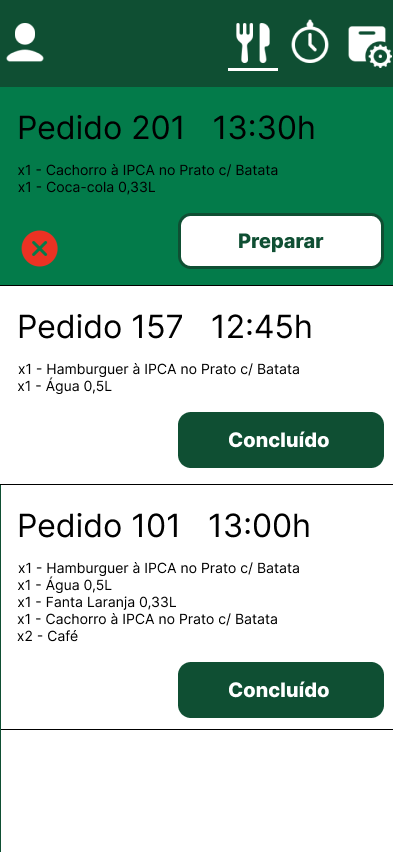 Pedido 201 13:30h
x1 - Cachorro à IPCA no Prato c/ Batata
x1 - Coca-cola 0,33L
Preparar
Pedido 157 12:45h
x1 - Hamburguer à IPCA no Prato c/ Batata
x1 - Água 0,5L
Concluído
Pedido 101 13:00h
x1 - Hamburguer à IPCA no Prato c/ Batata
x1 - Água 0,5L
x1 - Fanta Laranja 0,33L
x1 - Cachorro à IPCA no Prato c/ Batata
x2 - Café
Concluído